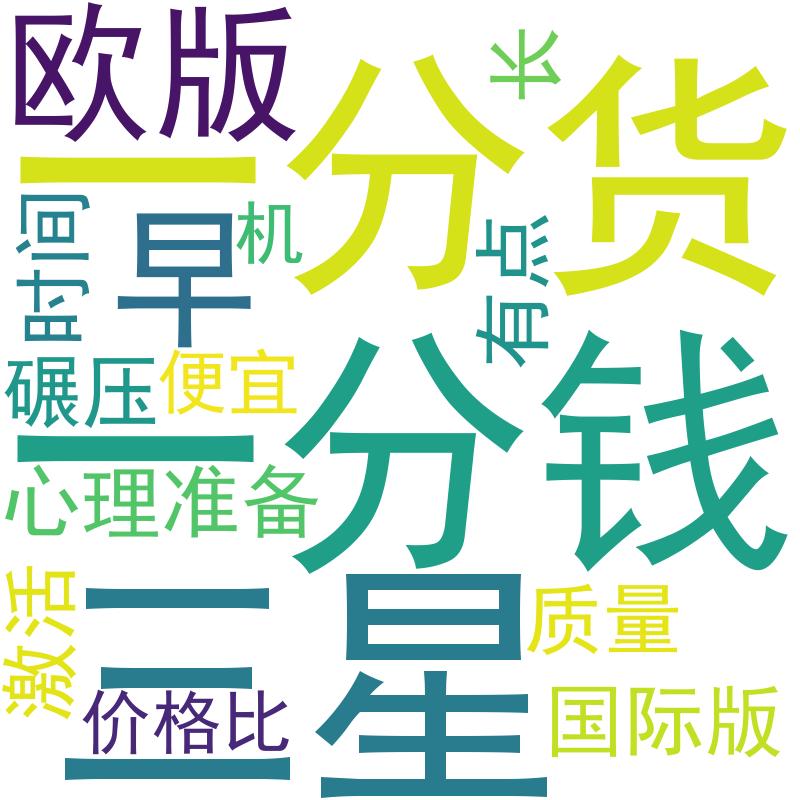 欧版
长
一分货
时间
早
机
有点
碾压
便宜
一分钱
心理准备
激活
三星
质量
价格比
国际版